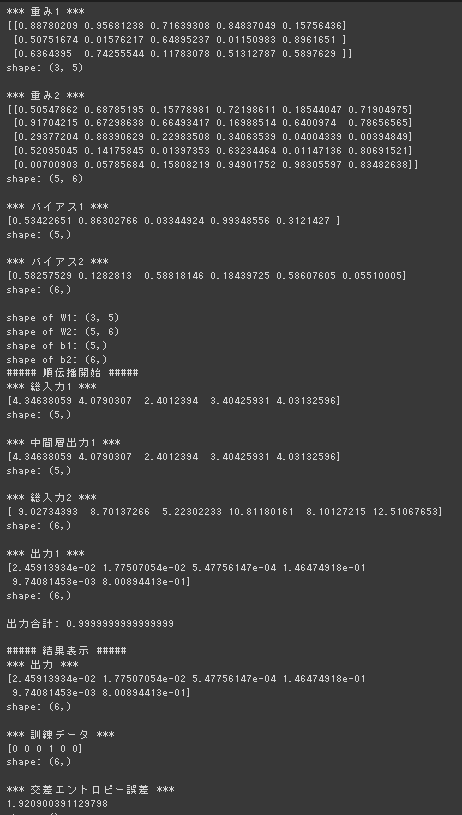 *** 重み1 ***
[[0.88780209 0.95681238 0.71639308 0.84837049 0.15756436]
 [0.50751674 0.01576217 0.64895237 0.01150983 0.8961651 ]
 [0.6364395  0.74255544 0.11783078 0.51312787 0.5897629 ]]
shape: (3, 5)
*** 重み2 ***
[[0.50547862 0.68785195 0.15778981 0.72198611 0.18544047 0.71904975]
 [0.91704215 0.67298638 0.66493417 0.16988514 0.6400974  0.78656565]
 [0.29377204 0.88390629 0.22983508 0.34063539 0.04004339 0.00394849]
 [0.52095045 0.14175845 0.01397353 0.63234464 0.01147136 0.80691521]
 [0.00700903 0.05785684 0.15808219 0.94901752 0.98305597 0.83482638]]
shape: (5, 6)
*** バイアス1 ***
[0.53422651 0.86302766 0.03344924 0.99348556 0.3121427 ]
shape: (5,)
*** バイアス2 ***
[0.58257529 0.1282813  0.58818146 0.18439725 0.58607605 0.05510005]
shape: (6,)
shape of W1: (3, 5)
shape of W2: (5, 6)
shape of b1: (5,)
shape of b2: (6,)
##### 順伝播開始 #####
*** 総入力1 ***
[4.34638059 4.0790307  2.4012394  3.40425931 4.03132596]
shape: (5,)
*** 中間層出力1 ***
[4.34638059 4.0790307  2.4012394  3.40425931 4.03132596]
shape: (5,)
*** 総入力2 ***
[ 9.02734393  8.70137266  5.22302233 10.81180161  8.10127215 12.51067653]
shape: (6,)
*** 出力1 ***
[2.45913934e-02 1.77507054e-02 5.47756147e-04 1.46474918e-01
 9.74081453e-03 8.00894413e-01]
shape: (6,)
出力合計: 0.9999999999999999
##### 結果表示 #####
*** 出力 ***
[2.45913934e-02 1.77507054e-02 5.47756147e-04 1.46474918e-01
 9.74081453e-03 8.00894413e-01]
shape: (6,)
*** 訓練データ ***
[0 0 0 1 0 0]
shape: (6,)
*** 交差エントロピー誤差 ***
1.920900391129798